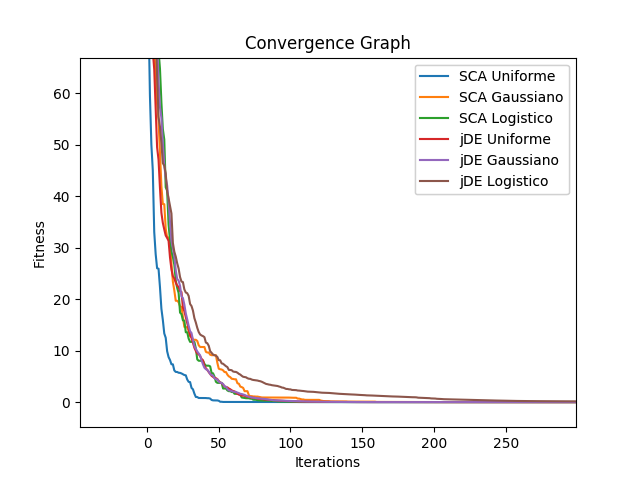 Convergence Graph
SCA Uniforme
SCA Gaussiano
SCA Logistico
jDE Uniforme
jDE Gaussiano
jDE Logistico
Fitness
60
50
40
30
20
10
0
0 50 100 150 200 250
Iterations